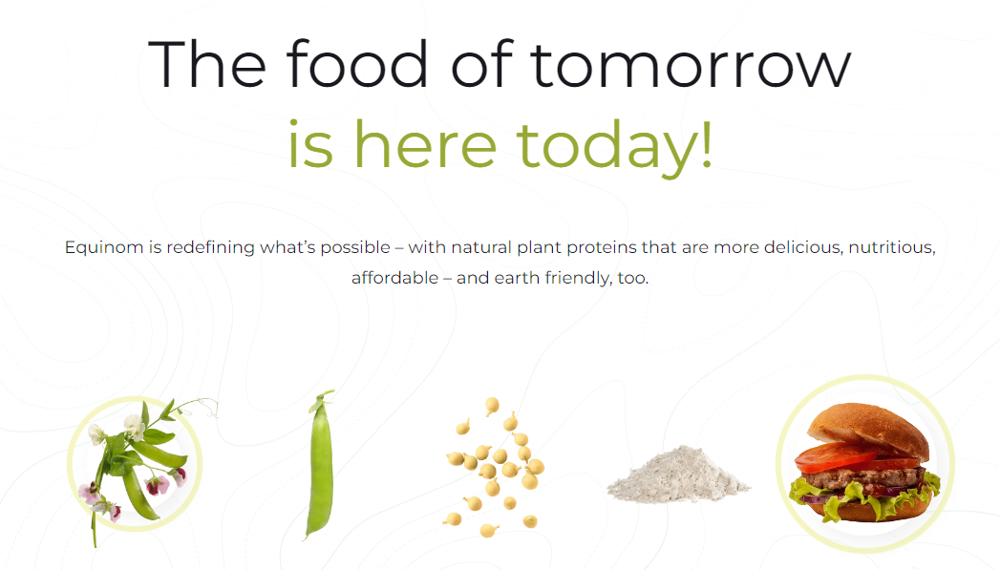 The food of tomorrow
is here today!
Equinom is redefining what’s possible – with natural plant proteins that are more delicious, nutritious,
affordable – and earth friendly, too.